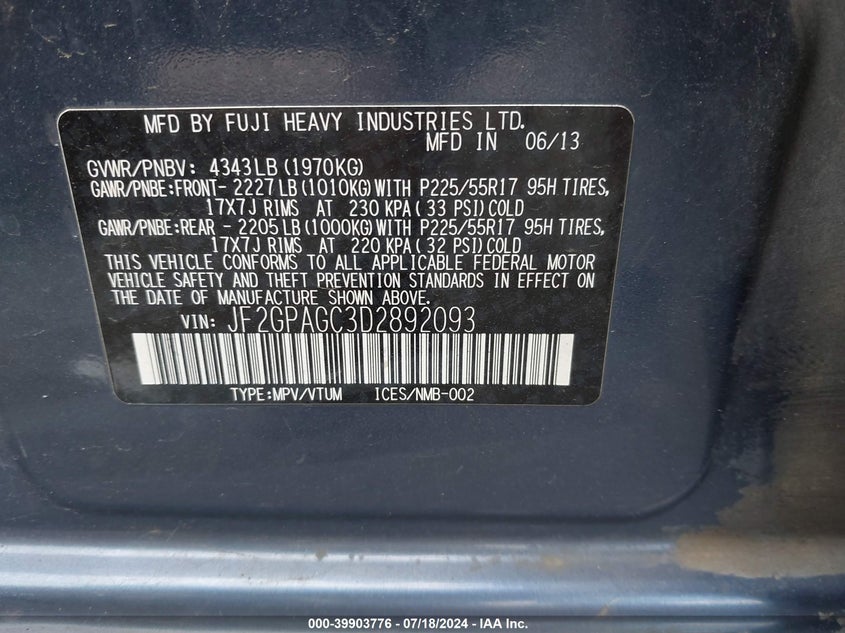 MFD BY FUJI HEAVY INDUSTRIES LTD.
MFD IN 06/13
GVWR/PNBV: 4343LB (1970KG)
GAWR/PNBE:FRONT- 2227 LB (1010KG) WITH P225/55R17 95H TIRES,
17X7J RIMS AT 230 KPA ( 33 PSI) COLD
GAWR/PNBE:REAR - 2205 LB (1000KG) WITH P225/55R17 95H TIRES,
17X7J RIMS AT 220 KPA ( 32 PSI) COLD
THIS VEHICLE CONFORMS TO ALL APPLICABLE FEDERAL MOTOR
VEHICLE SAFETY AND THEFT PREVENTION STANDARDS IN EFFECT ON
THE DATE OF MANUFACTURE SHOWN ABOVE.
VIN: JF2GPAGC3D2892093
TYPE:MPV/VTUM ICES/NMB-002
000-39903776 - 07/18/2024 - IAA Inc.